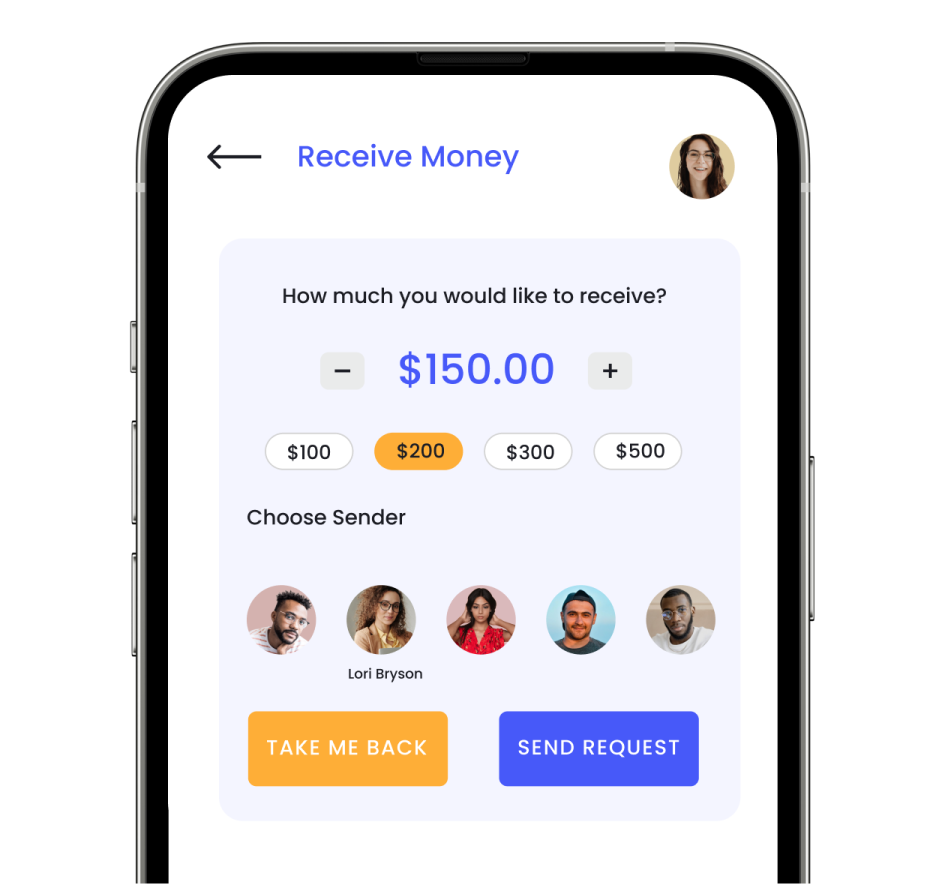 Receive Money
How much you would like to receive?
− $150.00 +
$100 $200 $300 $500
Choose Sender
Lori Bryson
TAKE ME BACK SEND REQUEST